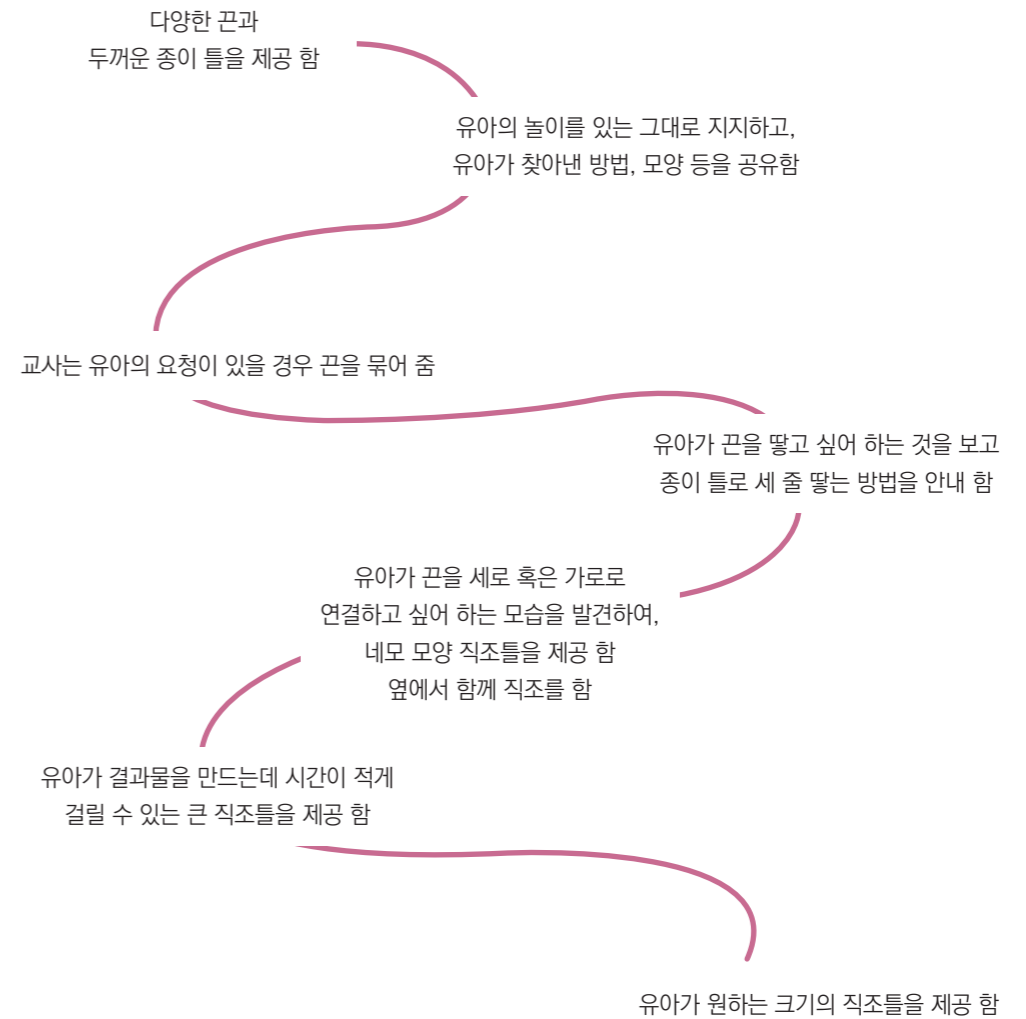 다양한 끈과
두꺼운 종이 틀을 제공 함
유아의 놀이를 있는 그대로 지지하고,
유아가 찾아낸 방법, 모양 등을 공유함
교사는 유아의 요청이 있을 경우 끈을 묶어 줌
유아가 끈을 땋고 싶어 하는 것을 보고
종이 틀로 세 줄 땋는 방법을 안내 함
유아가 끈을 세로 혹은 가로로
연결하고 싶어 하는 모습을 발견하여,
네모 모양 직조틀을 제공 함
옆에서 함께 직조를 함
유아가 결과물을 만드는데 시간이 적게
걸릴 수 있는 큰 직조틀을 제공 함
유아가 원하는 크기의 직조틀을 제공 함